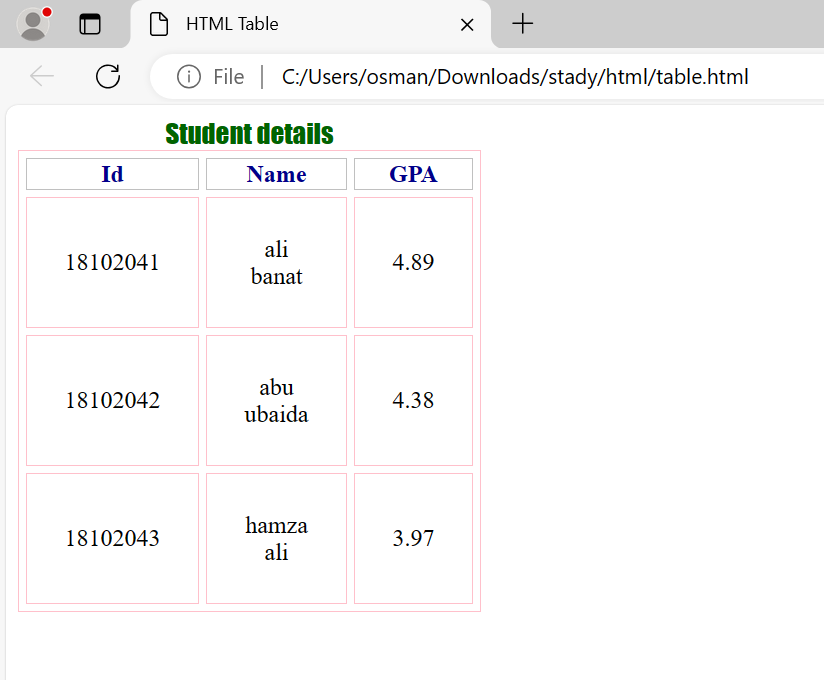 HTML Table
File C:/Users/osman/Downloads/stady/html/table.html
Student details
Id Name GPA
18102041 ali banat 4.89
18102042 abu ubaida 4.38
18102043 hamza ali 3.97